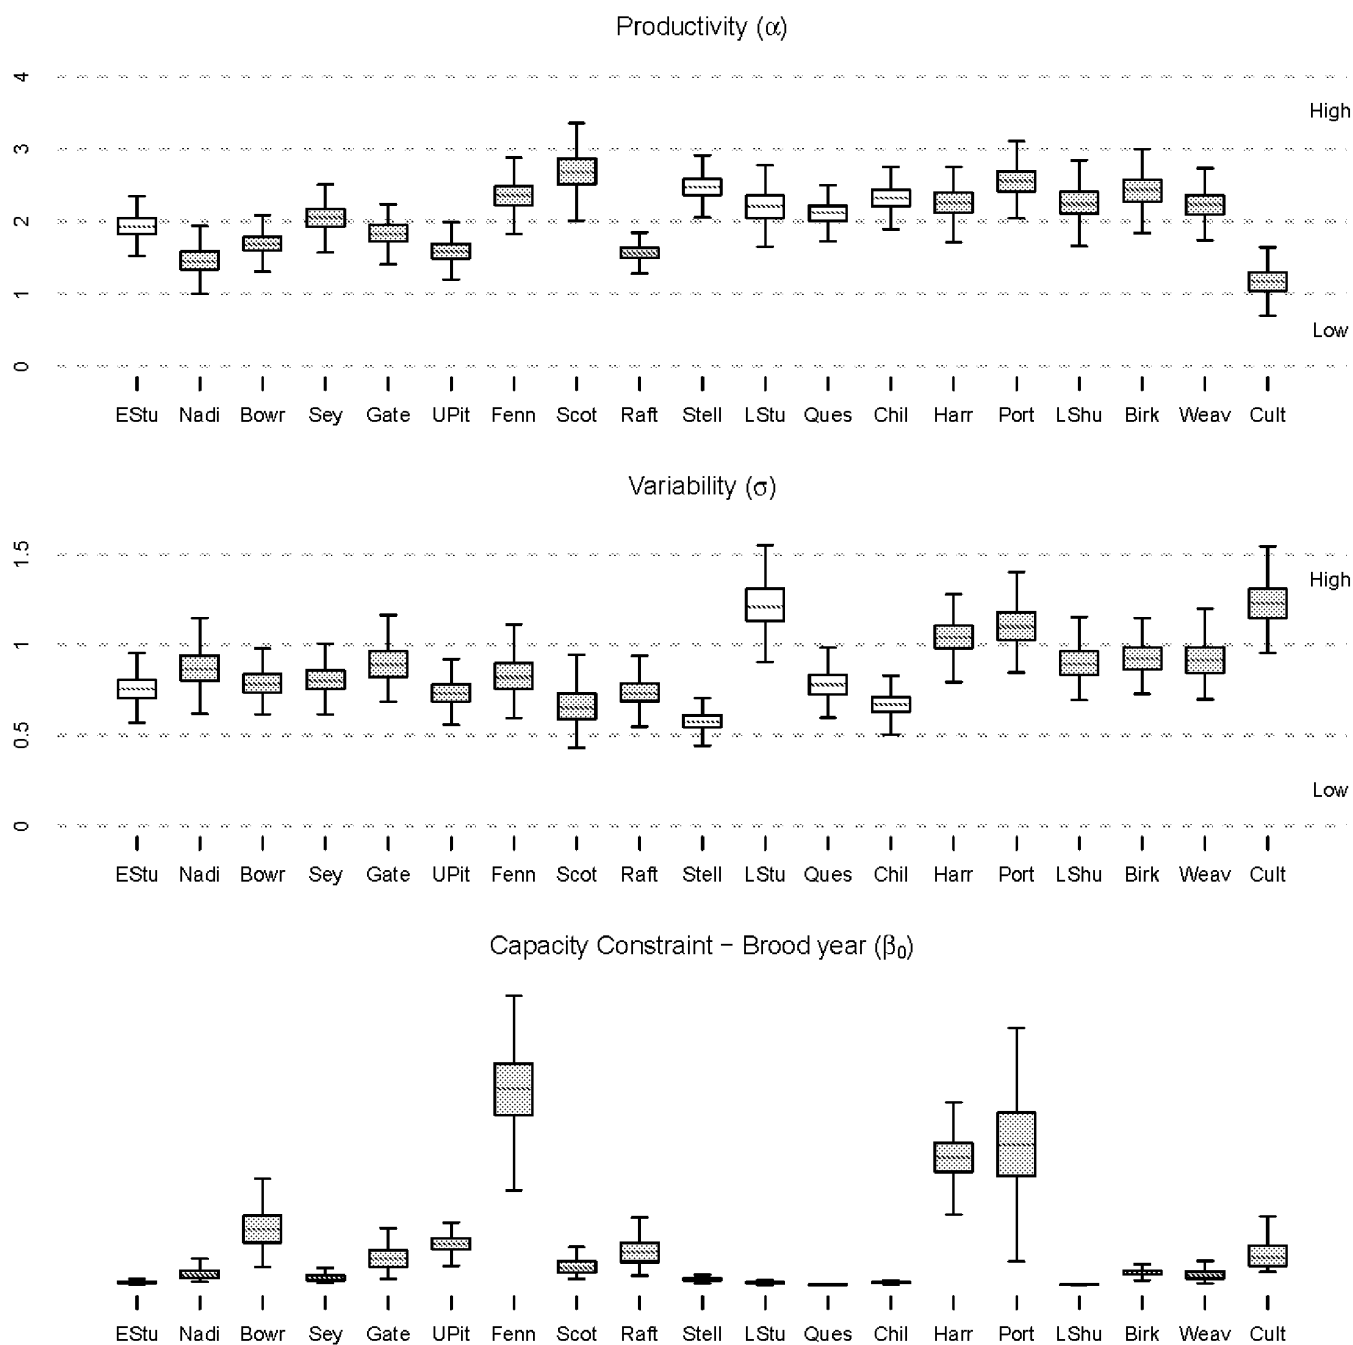 Productivity (α)
4
High
3
2
1
Low
0
EStu Nadi Bowr Sey Gate UPit Fenn Scot Raft Stell LStu Ques Chil Harr Port LShu Birk Weav Cult
Variability (σ)
1.5
High
1
0.5
Low
0
EStu Nadi Bowr Sey Gate UPit Fenn Scot Raft Stell LStu Ques Chil Harr Port LShu Birk Weav Cult
Capacity Constraint − Brood year (β₀)
EStu Nadi Bowr Sey Gate UPit Fenn Scot Raft Stell LStu Ques Chil Harr Port LShu Birk Weav Cult